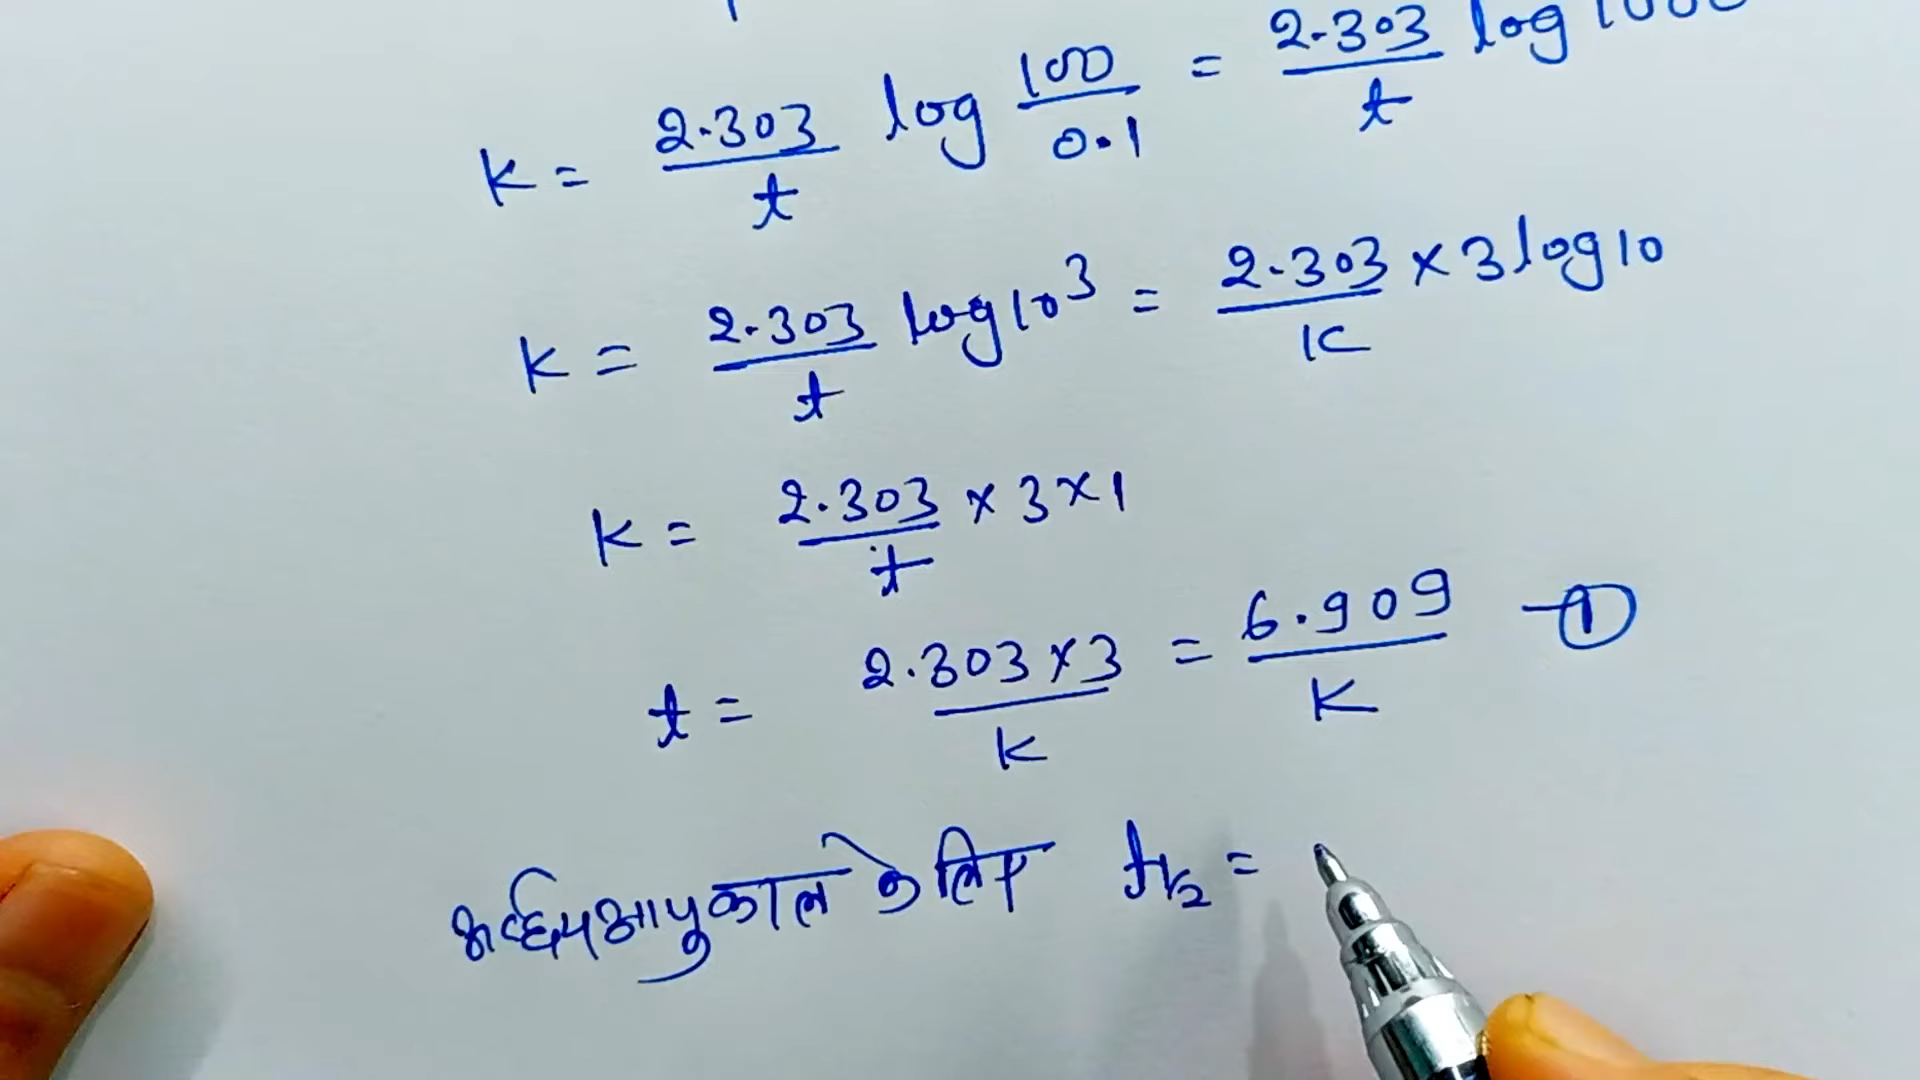 K = 2.303/t log 100/0.1 = 2.303/t log 1000
K = 2.303/t log 10³ = 2.303/K × 3 log 10
K = 2.303/t × 3 × 1
t = 2.303 × 3/K = 6.909/K — ①
अर्द्धआयुकाल के लिए t1/2 =